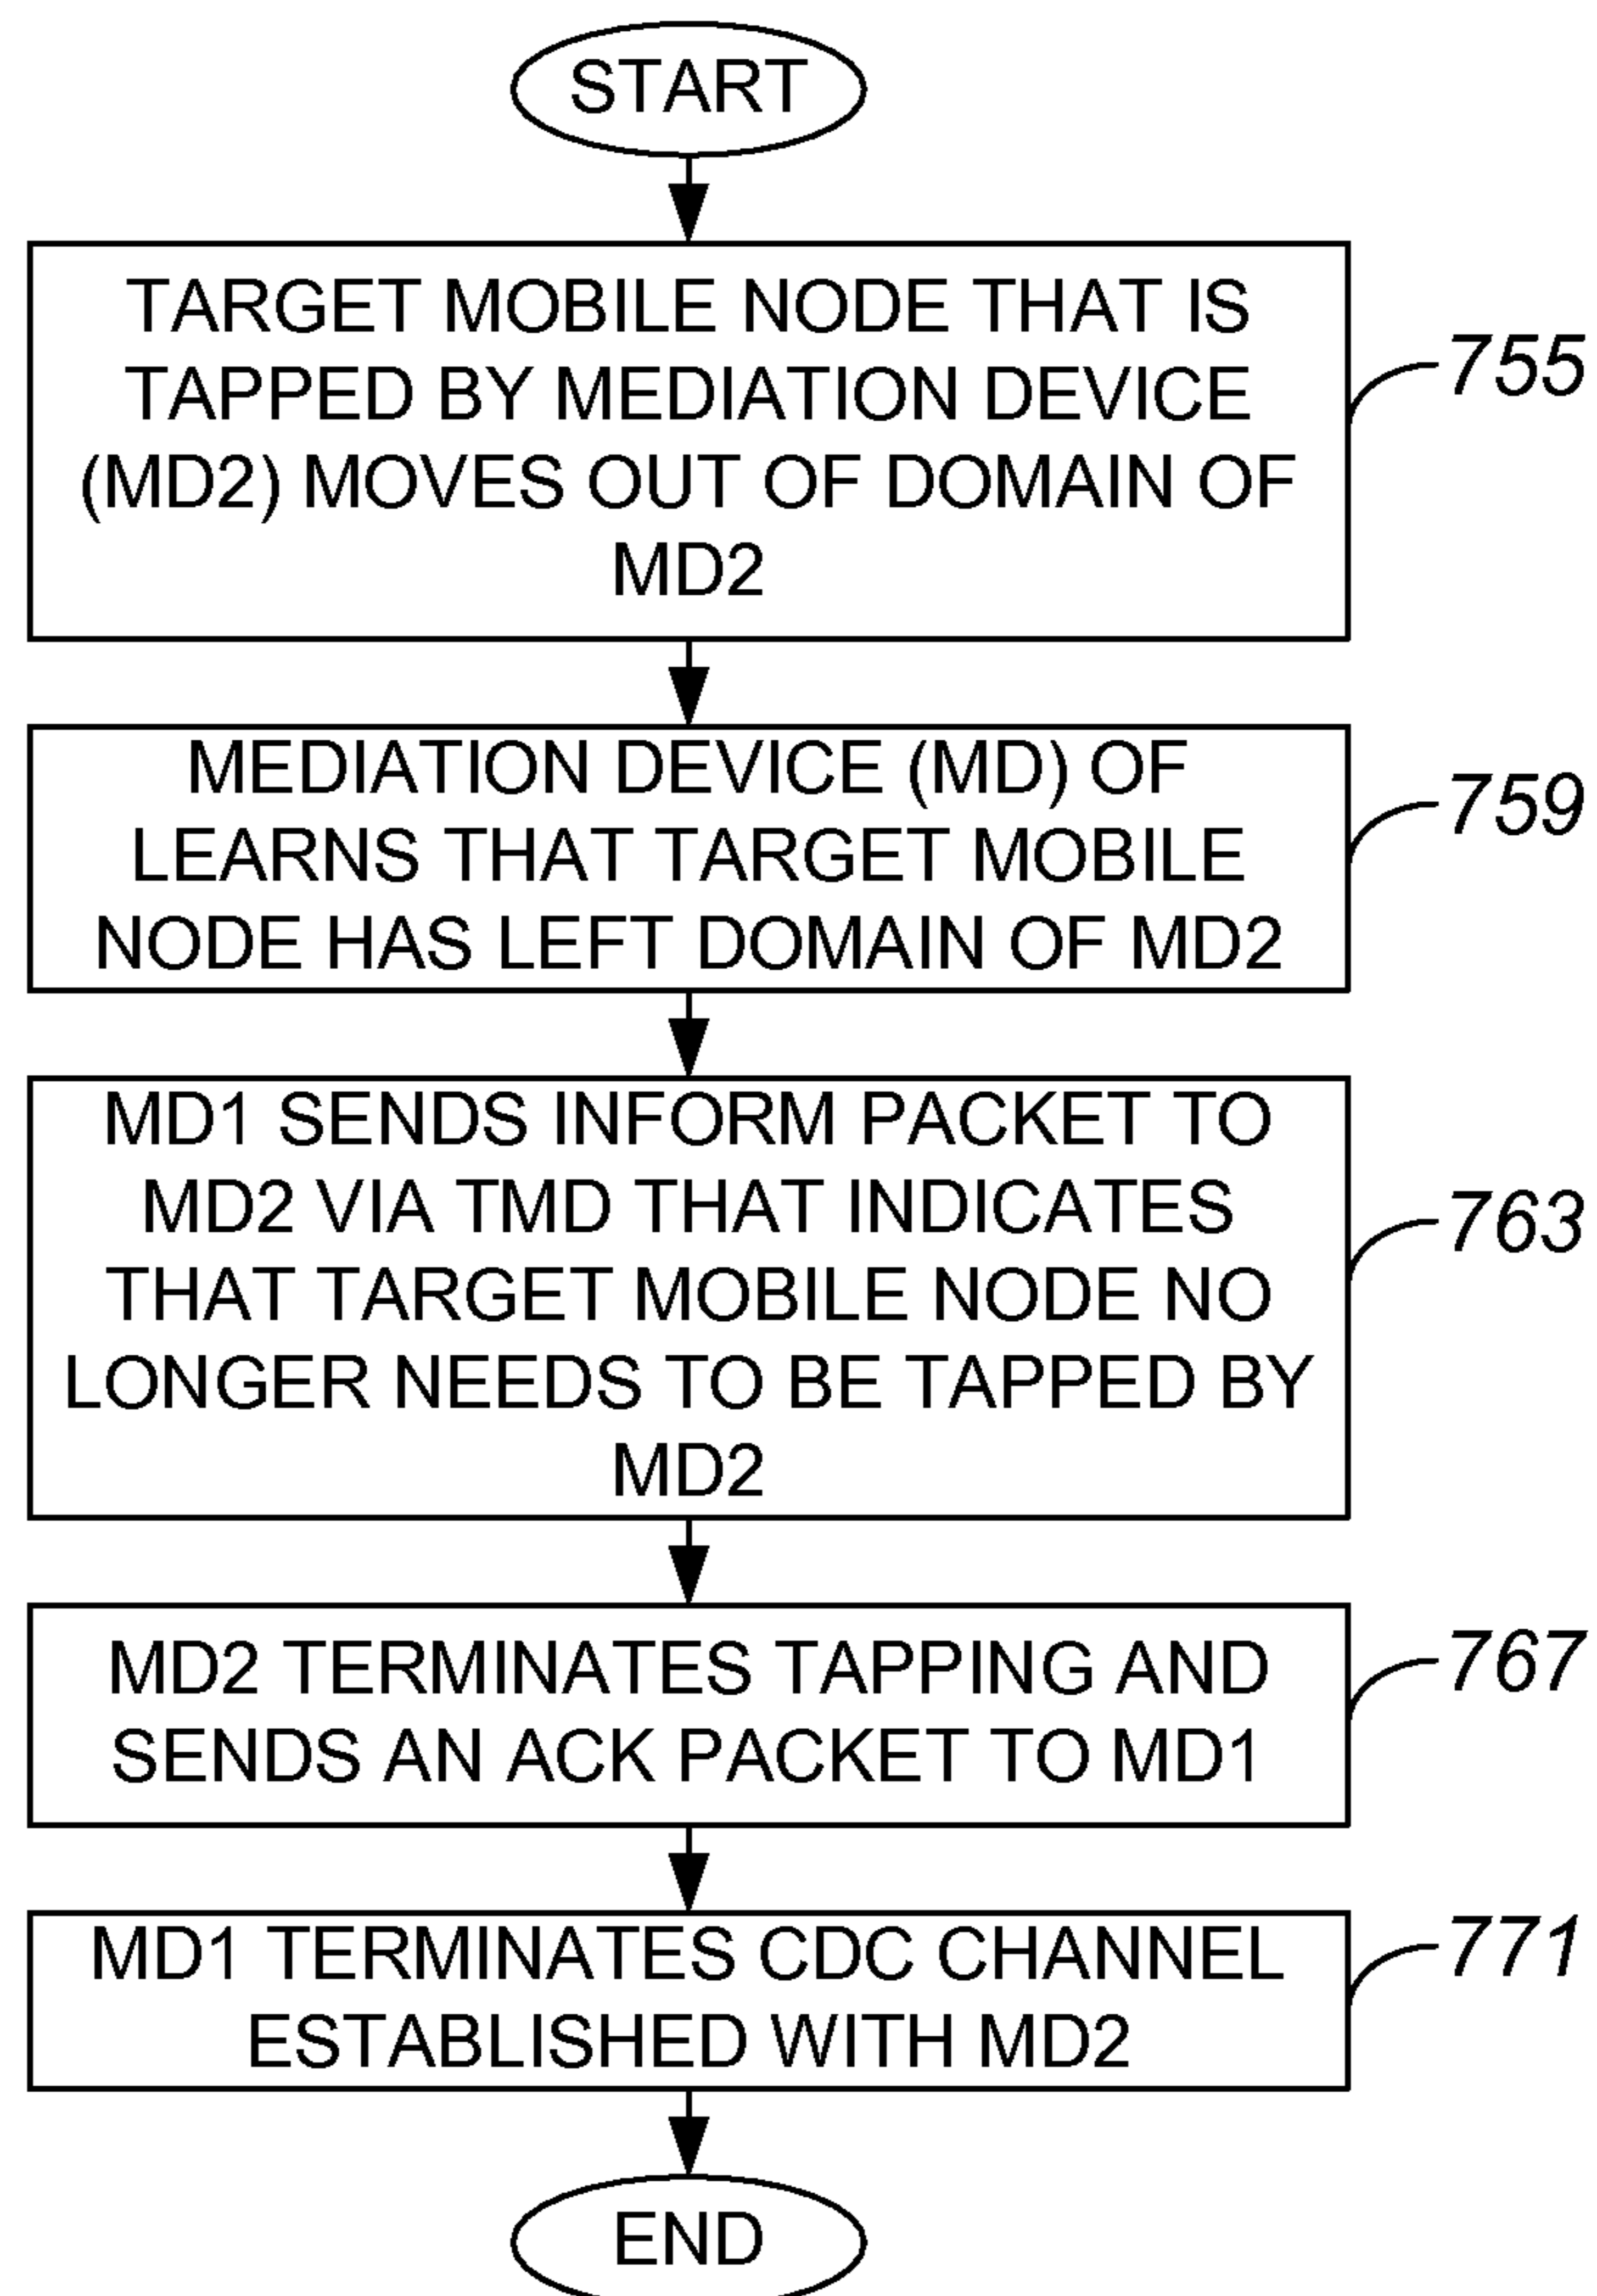 START
TARGET MOBILE NODE THAT IS
TAPPED BY MEDIATION DEVICE
(MD2) MOVES OUT OF DOMAIN OF
MD2
755
MEDIATION DEVICE (MD) OF
LEARNS THAT TARGET MOBILE
NODE HAS LEFT DOMAIN OF MD2
759
MD1 SENDS INFORM PACKET TO
MD2 VIA TMD THAT INDICATES
THAT TARGET MOBILE NODE NO
LONGER NEEDS TO BE TAPPED BY
MD2
763
MD2 TERMINATES TAPPING AND
SENDS AN ACK PACKET TO MD1
767
MD1 TERMINATES CDC CHANNEL
ESTABLISHED WITH MD2
771
END